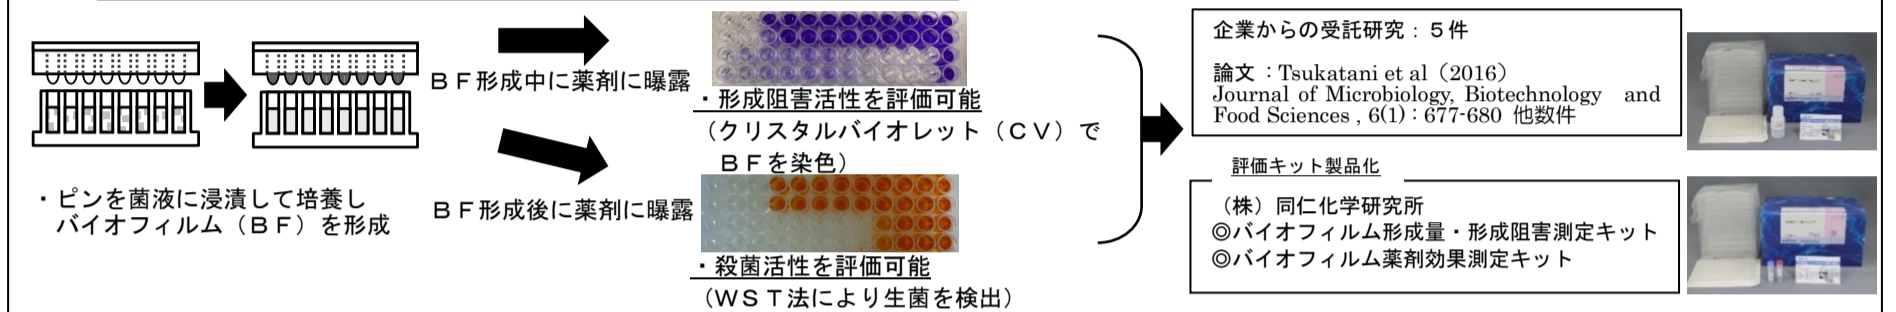 ・ピンを菌液に浸漬して培養し
バイオフィルム（ＢＦ）を形成
ＢＦ形成中に薬剤に曝露
・形成阻害活性を評価可能
（クリスタルバイオレット（ＣＶ）で
ＢＦを染色）
ＢＦ形成後に薬剤に曝露
・殺菌活性を評価可能
（ＷＳＴ法により生菌を検出）
企業からの受託研究：５件
論文：Tsukatani et al（2016）
Journal of Microbiology, Biotechnology and
Food Sciences , 6(1)：677-680 他数件
評価キット製品化
（株）同仁化学研究所
◎バイオフィルム形成量・形成阻害測定キット
◎バイオフィルム薬剤効果測定キット